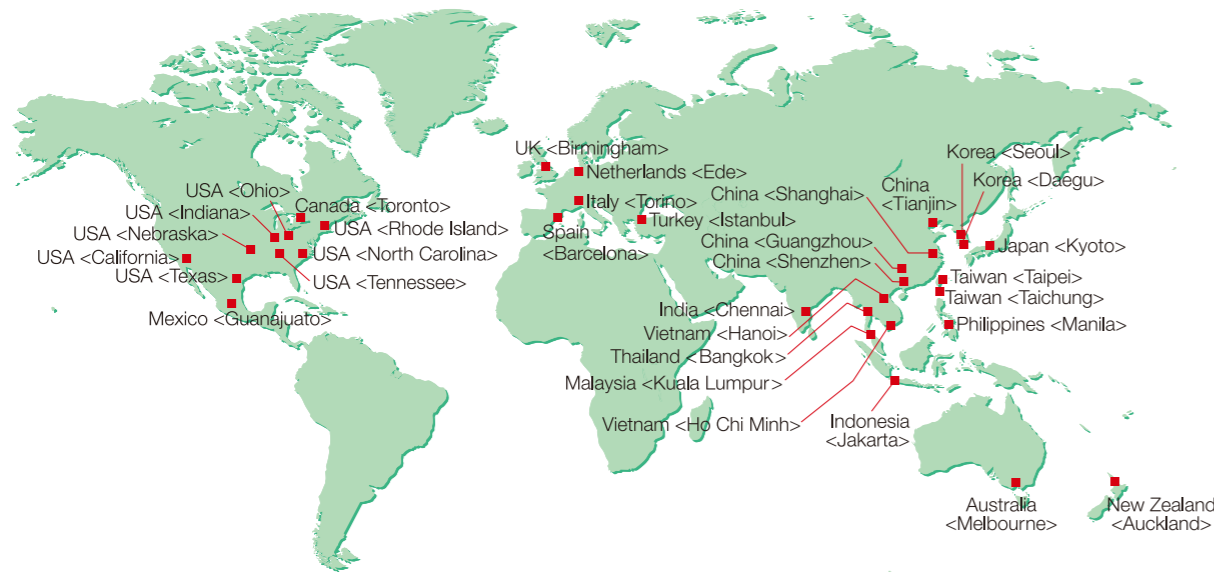 UK <Birmingham>
Netherlands <Ede>
Italy <Torino>
Turkey <Istanbul>
Spain
<Barcelona>
USA <Ohio>
Canada <Toronto>
USA <Indiana>
USA <Rhode Island>
USA <Nebraska>
USA <North Carolina>
USA <California>
USA <Texas>
USA <Tennessee>
Mexico <Guanajuato>
Korea <Seoul>
Korea <Daegu>
China <Shanghai>
China
<Tianjin>
China <Guangzhou>
Japan <Kyoto>
China <Shenzhen>
Taiwan <Taipei>
Taiwan <Taichung>
India <Chennai>
Vietnam <Hanoi>
Philippines <Manila>
Thailand <Bangkok>
Malaysia <Kuala Lumpur>
Vietnam <Ho Chi Minh>
Indonesia
<Jakarta>
Australia
<Melbourne>
New Zealand
<Auckland>